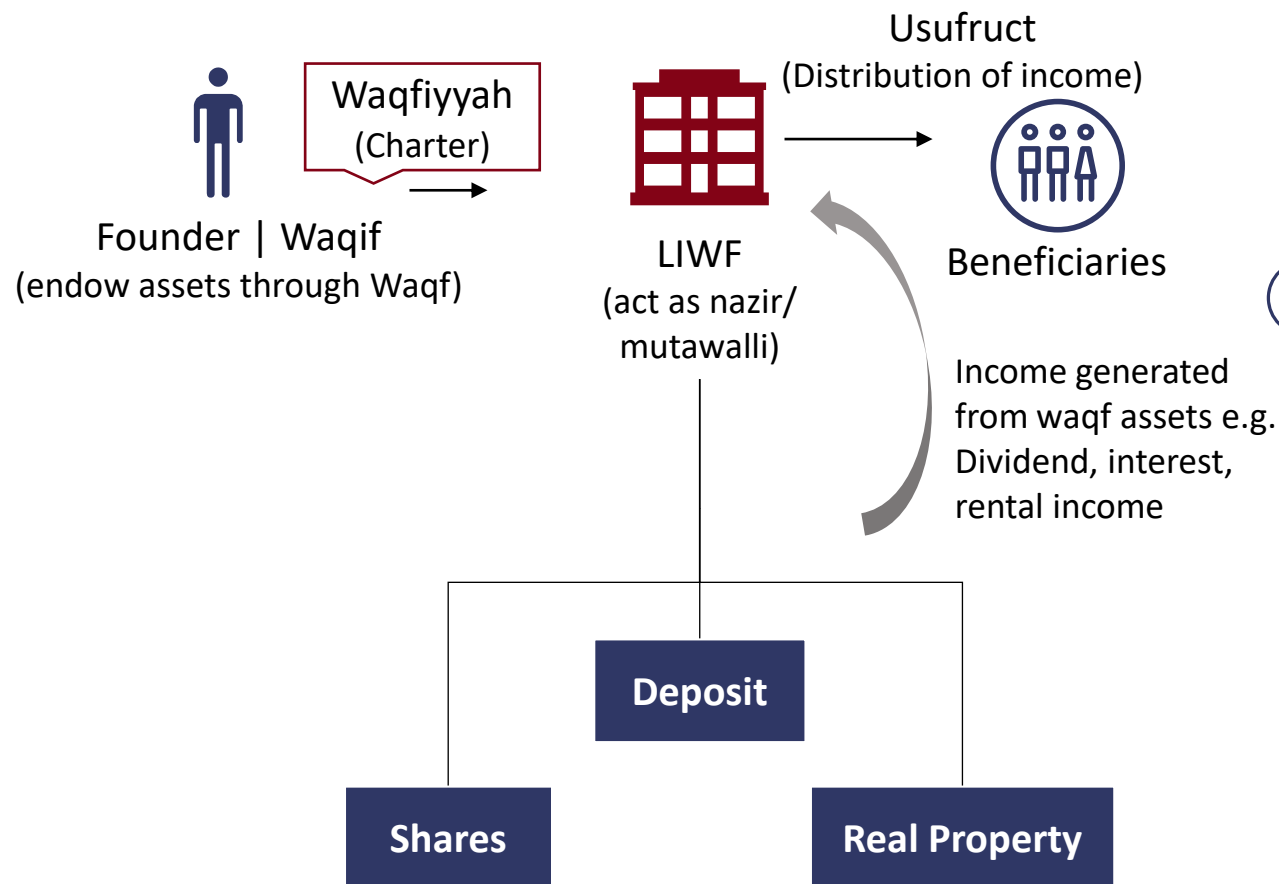 Waqfiyyah
(Charter)
Founder | Waqif
(endow assets through Waqf)
LIWF
(act as nazir/
mutawalli)
Usufruct
(Distribution of income)
Beneficiaries
Income generated
from waqf assets e.g.
Dividend, interest,
rental income
Deposit
Shares
Real Property